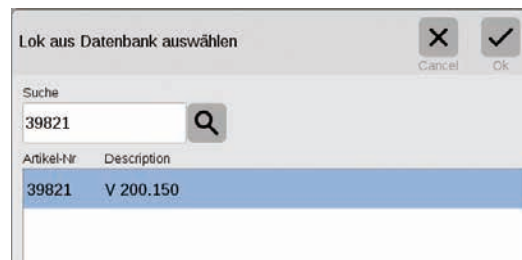 Lok aus Datenbank auswählen
Cancel Ok
Suche
39821
Artikel-Nr Description
39821 V 200.150